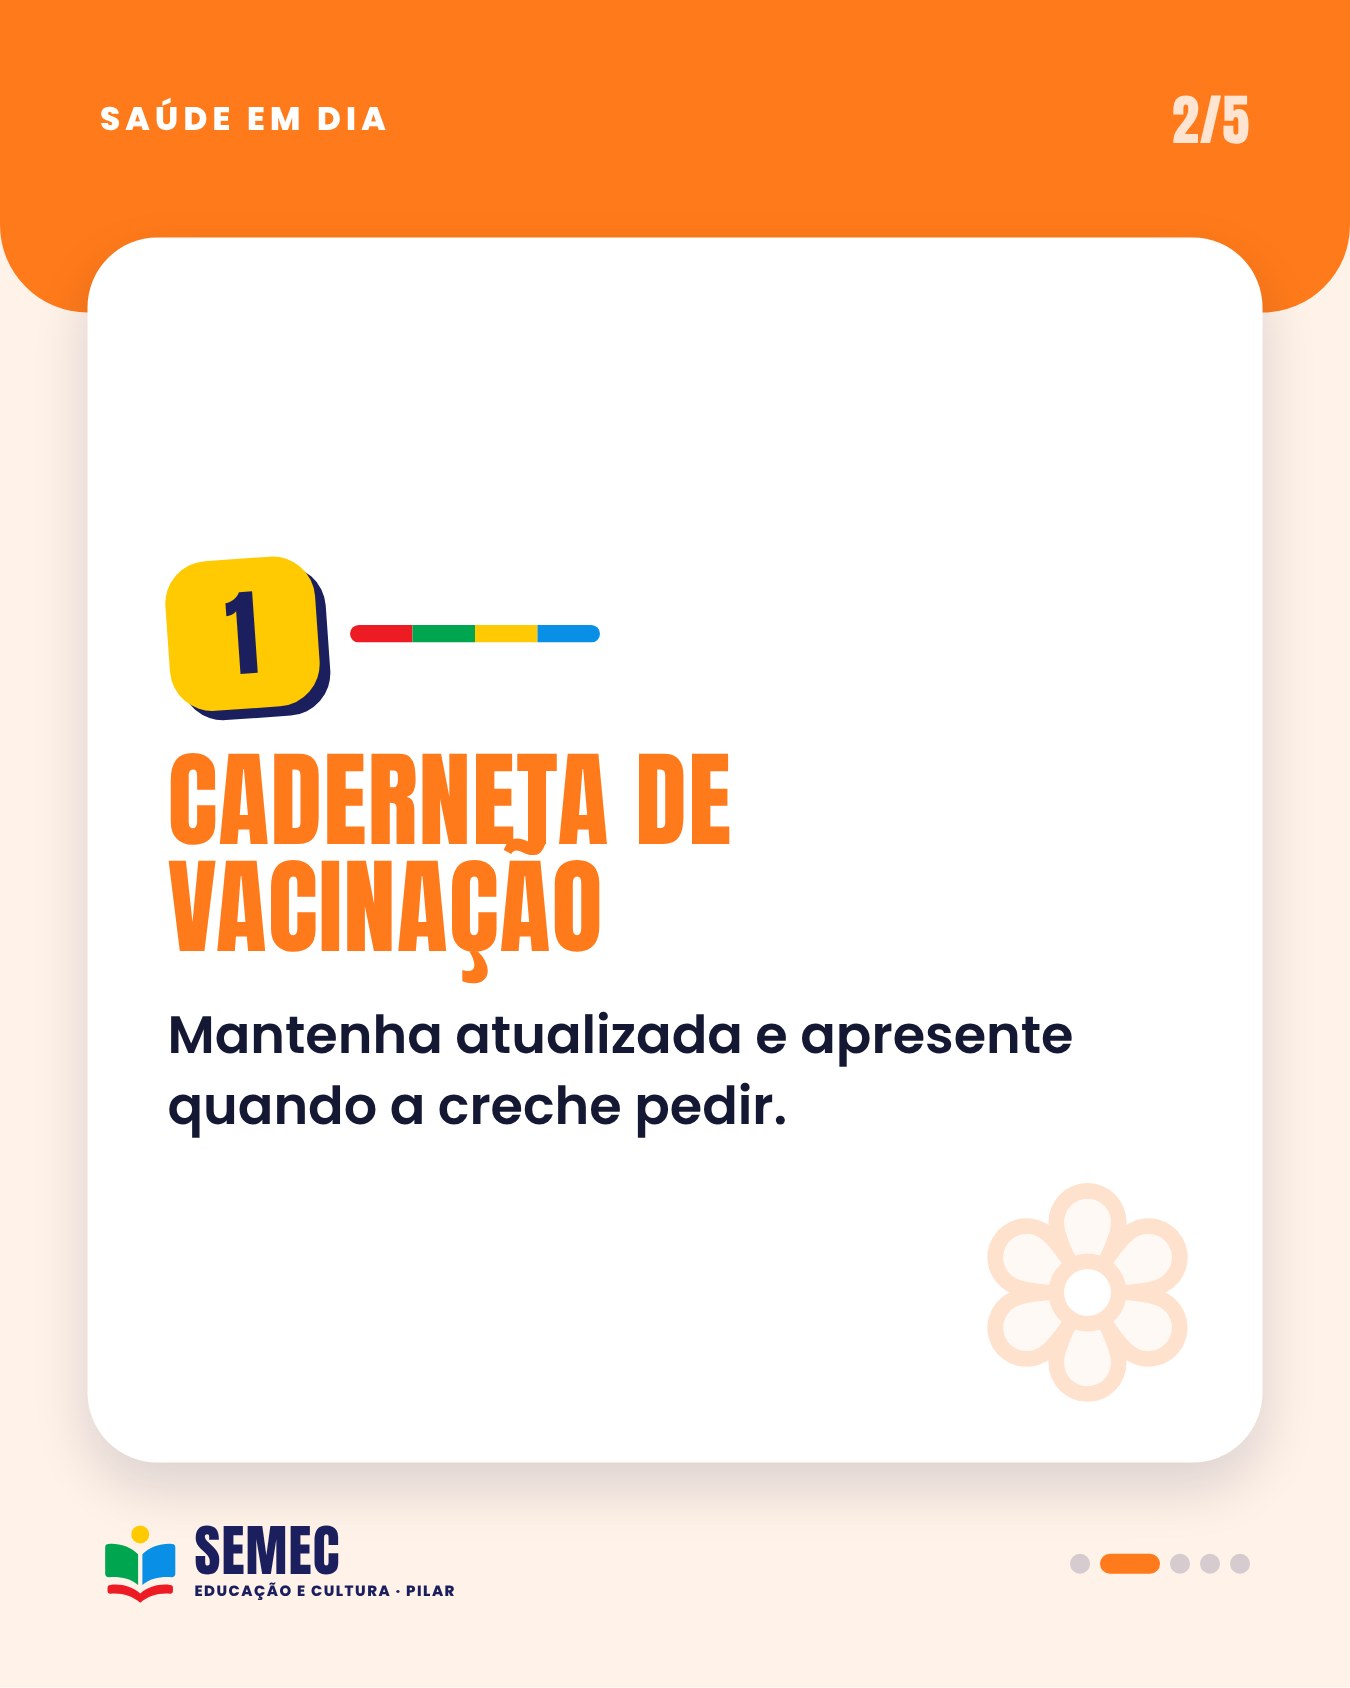 SAÚDE EM DIA
2/5
1
CADERNETA DE
VACINAÇÃO
Mantenha atualizada e apresente
quando a creche pedir.
SEMEC
EDUCAÇÃO E CULTURA · PILAR